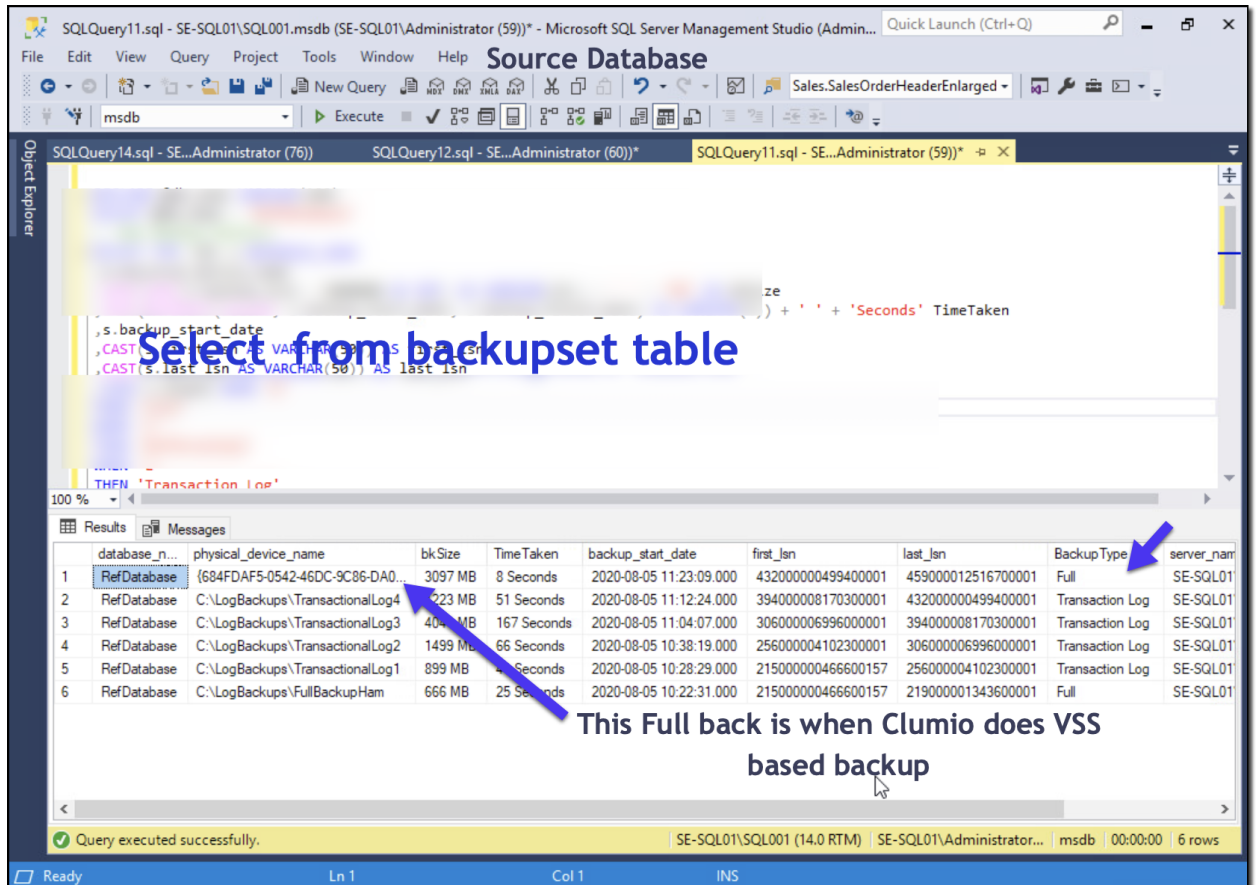 SQLQuery11.sql - SE-SQL01\SQL001.msdb (SE-SQL01\Administrator (59))* - Microsoft SQL Server Management Studio (Admin...
Quick Launch (Ctrl+Q)
File Edit View Query Project Tools Window Help
Source Database
New Query
Sales.SalesOrderHeaderEnlarged
msdb
Execute
Object Explorer
SQLQuery14.sql - SE...Administrator (76))
SQLQuery12.sql - SE...Administrator (60))*
SQLQuery11.sql - SE...Administrator (59))*
ze
)) + ' ' + 'Seconds' TimeTaken
,s.backup_start_date
Select from backupset table
,CAST(s.first_lsn AS VARCHAR(50)) AS first_lsn
,CAST(s.last_lsn AS VARCHAR(50)) AS last_lsn
THEN 'Transaction Log'
100 %
Results Messages
database_n... physical_device_name bkSize TimeTaken backup_start_date first_lsn last_lsn BackupType server_nam
1 RefDatabase {684FDAF5-0542-46DC-9C86-DA0... 3097 MB 8 Seconds 2020-08-05 11:23:09.000 432000000499400001 459000012516700001 Full SE-SQL01
2 RefDatabase C:\LogBackups\TransactionalLog4 223 MB 51 Seconds 2020-08-05 11:12:24.000 394000008170300001 432000000499400001 Transaction Log SE-SQL01
3 RefDatabase C:\LogBackups\TransactionalLog3 MB 167 Seconds 2020-08-05 11:04:07.000 306000006996000001 394000008170300001 Transaction Log SE-SQL01
4 RefDatabase C:\LogBackups\TransactionalLog2 1499 MB 66 Seconds 2020-08-05 10:38:19.000 256000004102300001 306000006996000001 Transaction Log SE-SQL01
5 RefDatabase C:\LogBackups\TransactionalLog1 899 MB Seconds 2020-08-05 10:28:29.000 215000000466600157 256000004102300001 Transaction Log SE-SQL01
6 RefDatabase C:\LogBackups\FullBackupHam 666 MB 25 Seconds 2020-08-05 10:22:31.000 215000000466600157 219000001343600001 Full SE-SQL01
This Full back is when Clumio does VSS
based backup
Query executed successfully.
SE-SQL01\SQL001 (14.0 RTM) SE-SQL01\Administrator... msdb 00:00:00 6 rows
Ready Ln 1 Col 1 INS